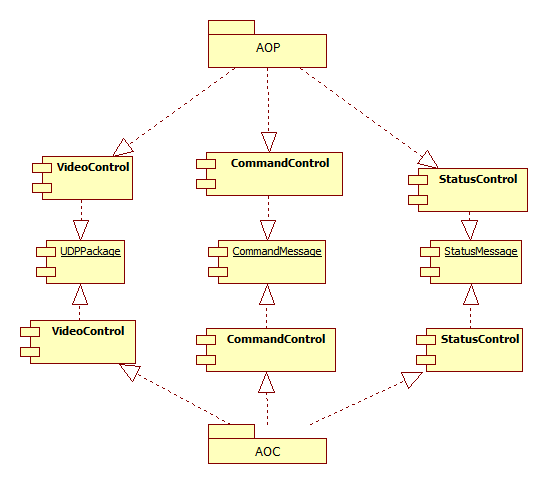 AOP
VideoControl
CommandControl
StatusControl
UDPPackage
CommandMessage
StatusMessage
VideoControl
CommandControl
StatusControl
AOC